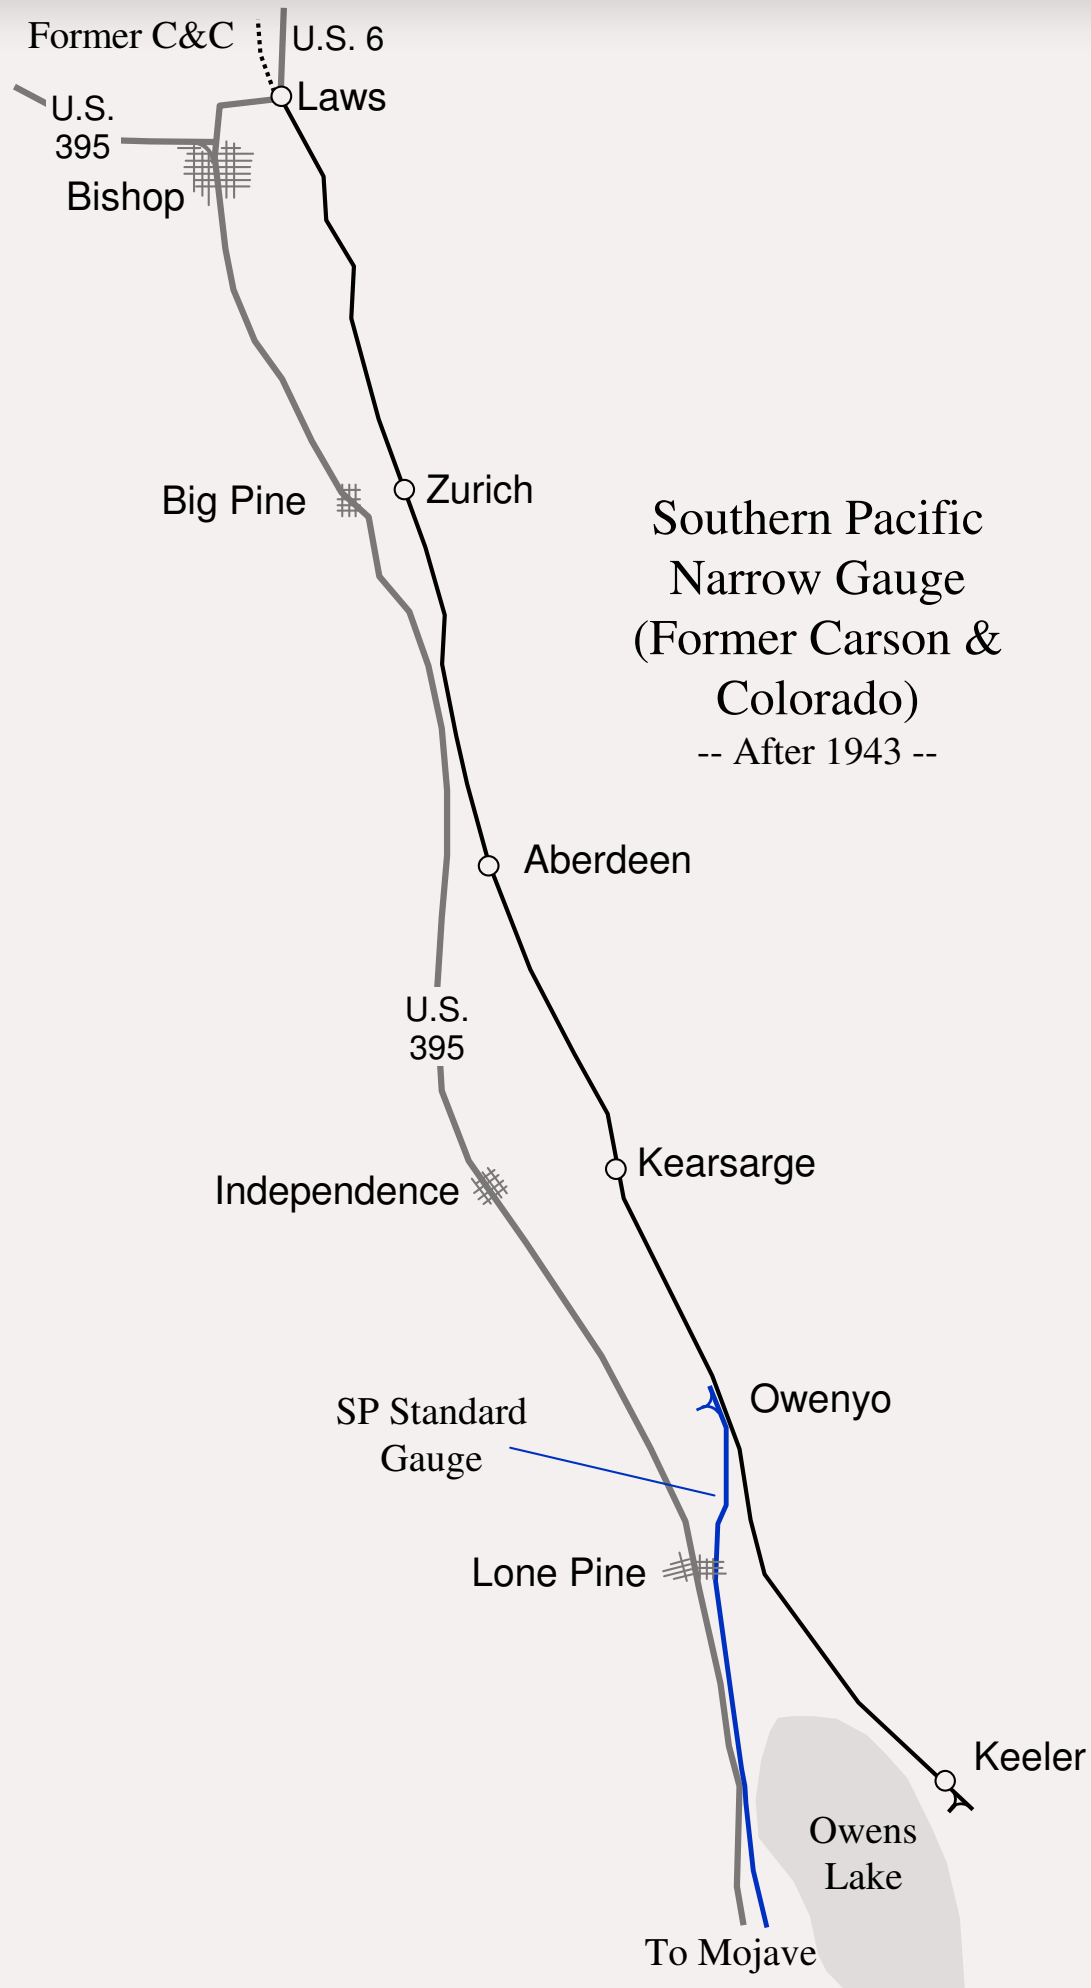 Former C&C
U.S. 6
Laws
U.S.
395
Bishop
Big Pine
Zurich
Southern Pacific
Narrow Gauge
(Former Carson &
Colorado)
-- After 1943 --
Aberdeen
U.S.
395
Kearsarge
Independence
Owenyo
SP Standard
Gauge
Lone Pine
Keeler
Owens
Lake
To Mojave